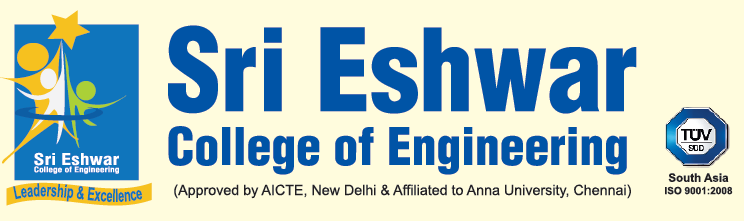 Sri Eshwar
College of Engineering
Leadership & Excellence
Sri Eshwar
College of Engineering
(Approved by AICTE, New Delhi & Affiliated to Anna University, Chennai)
TÜV
SÜD
South Asia
ISO 9001:2008